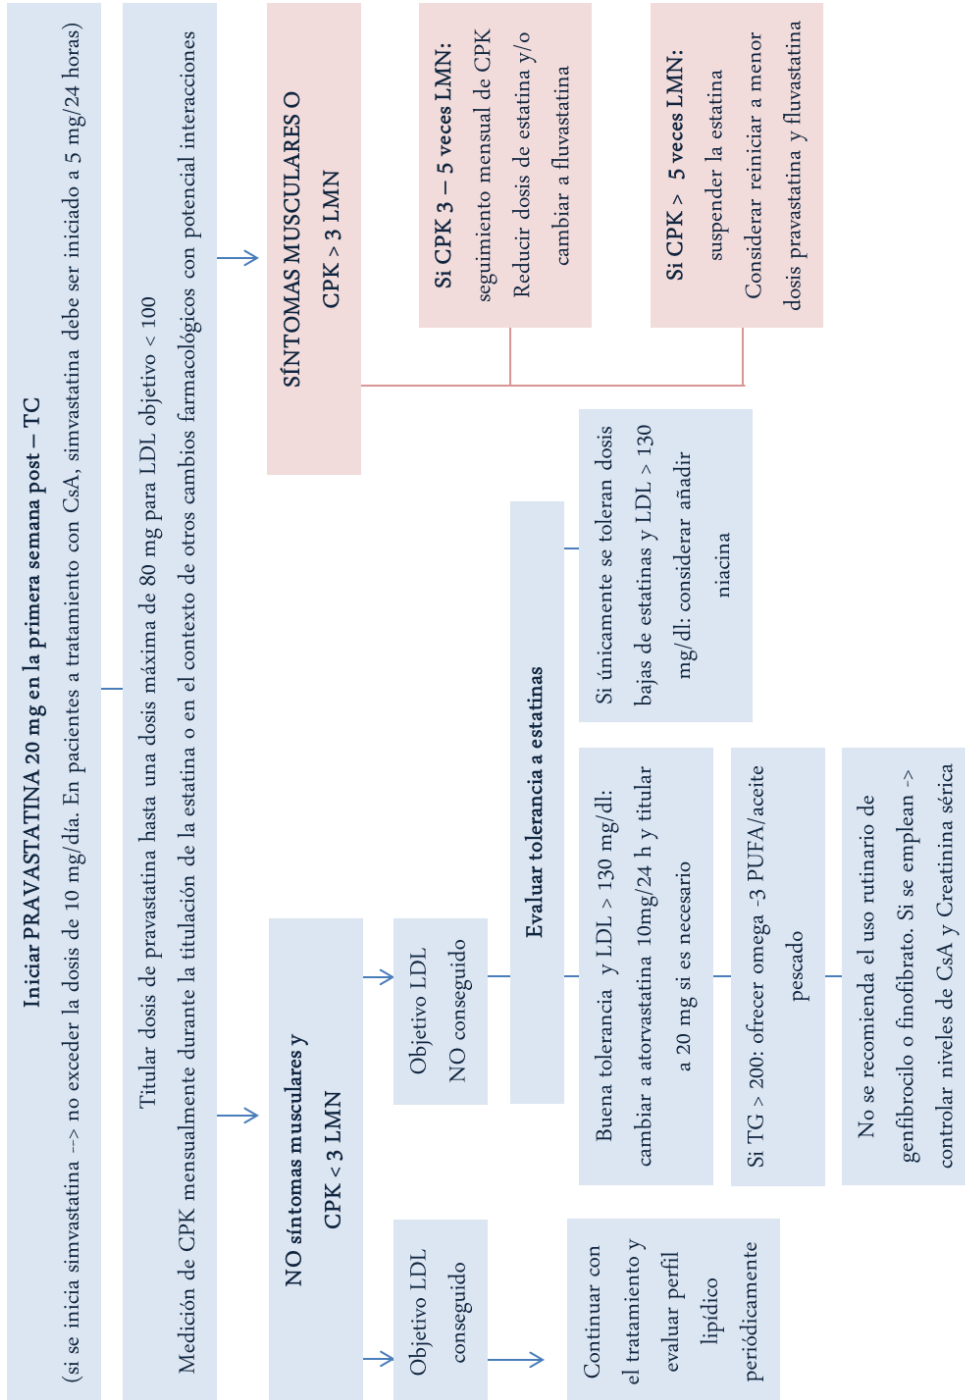 Iniciar PRAVASTATINA 20 mg en la primera semana post – TC
(si se inicia simvastatina --> no exceder la dosis de 10 mg/día. En pacientes a tratamiento con CsA, simvastatina debe ser iniciado a 5 mg/24 horas)
Titular dosis de pravastatina hasta una dosis máxima de 80 mg para LDL objetivo < 100
Medición de CPK mensualmente durante la titulación de la estatina o en el contexto de otros cambios farmacológicos con potencial interacciones
NO síntomas musculares y
CPK < 3 LMN
Objetivo LDL
conseguido
Continuar con
el tratamiento y
evaluar perfil
lipídico
periódicamente
Objetivo LDL
NO conseguido
Evaluar tolerancia a estatinas
Buena tolerancia y LDL > 130 mg/dl:
cambiar a atorvastatina 10mg/24 h y titular
a 20 mg si es necesario
Si TG > 200: ofrecer omega -3 PUFA/aceite
pescado
No se recomienda el uso rutinario de
genfibrocilo o finofibrato. Si se emplean ->
controlar niveles de CsA y Creatinina sérica
Si únicamente se toleran dosis
bajas de estatinas y LDL > 130
mg/dl: considerar añadir
niacina
SÍNTOMAS MUSCULARES O
CPK > 3 LMN
Si CPK 3 – 5 veces LMN:
seguimiento mensual de CPK
Reducir dosis de estatina y/o
cambiar a fluvastatina
Si CPK > 5 veces LMN:
suspender la estatina
Considerar reiniciar a menor
dosis pravastatina y fluvastatina